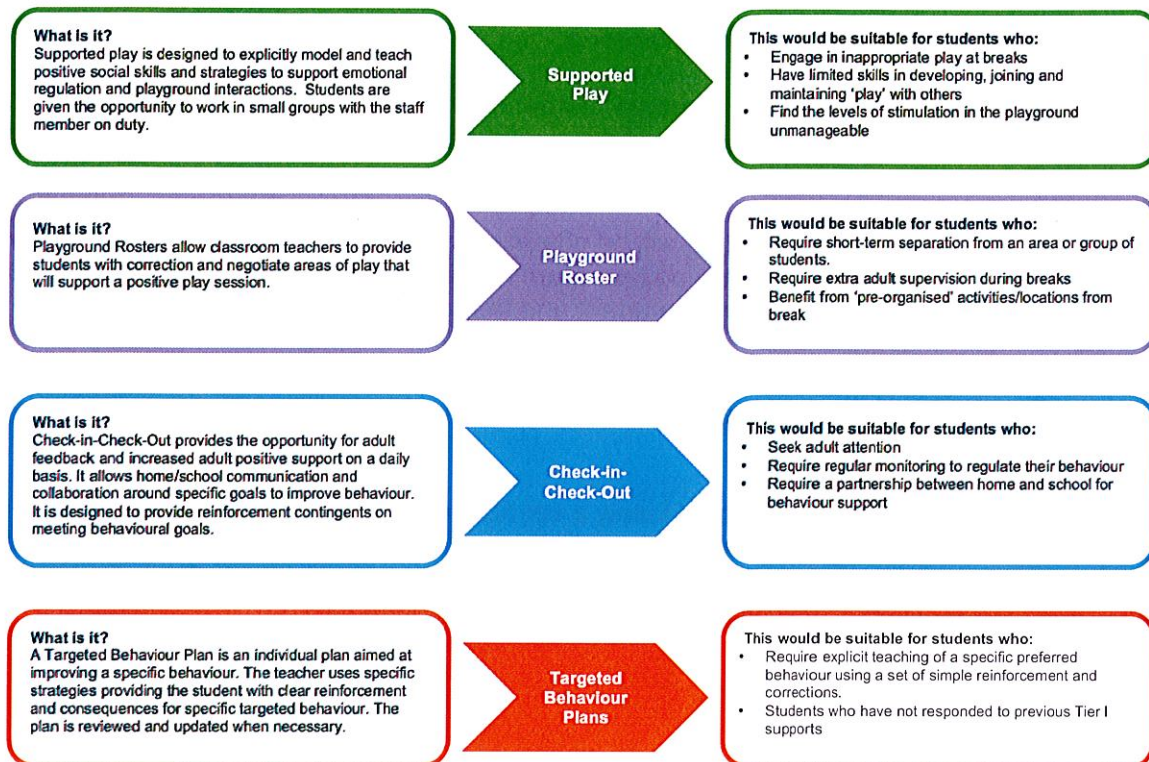 What is it?
Supported play is designed to explicitly model and teach
positive social skills and strategies to support emotional
regulation and playground interactions. Students are
given the opportunity to work in small groups with the staff
member on duty.
Supported
Play
This would be suitable for students who:
• Engage in inappropriate play at breaks
• Have limited skills in developing, joining and
maintaining 'play' with others
• Find the levels of stimulation in the playground
unmanageable
What is it?
Playground Rosters allow classroom teachers to provide
students with correction and negotiate areas of play that
will support a positive play session.
Playground
Roster
This would be suitable for students who:
• Require short-term separation from an area or group of
students.
• Require extra adult supervision during breaks
• Benefit from 'pre-organised' activities/locations from
break
What is it?
Check-in-Check-Out provides the opportunity for adult
feedback and increased adult positive support on a daily
basis. It allows home/school communication and
collaboration around specific goals to improve behaviour.
It is designed to provide reinforcement contingents on
meeting behavioural goals.
Check-in-
Check-Out
This would be suitable for students who:
• Seek adult attention
• Require regular monitoring to regulate their behaviour
• Require a partnership between home and school for
behaviour support
What is it?
A Targeted Behaviour Plan is an individual plan aimed at
improving a specific behaviour. The teacher uses specific
strategies providing the student with clear reinforcement
and consequences for specific targeted behaviour. The
plan is reviewed and updated when necessary.
Targeted
Behaviour
Plans
This would be suitable for students who:
• Require explicit teaching of a specific preferred
behaviour using a set of simple reinforcement and
corrections.
• Students who have not responded to previous Tier I
supports